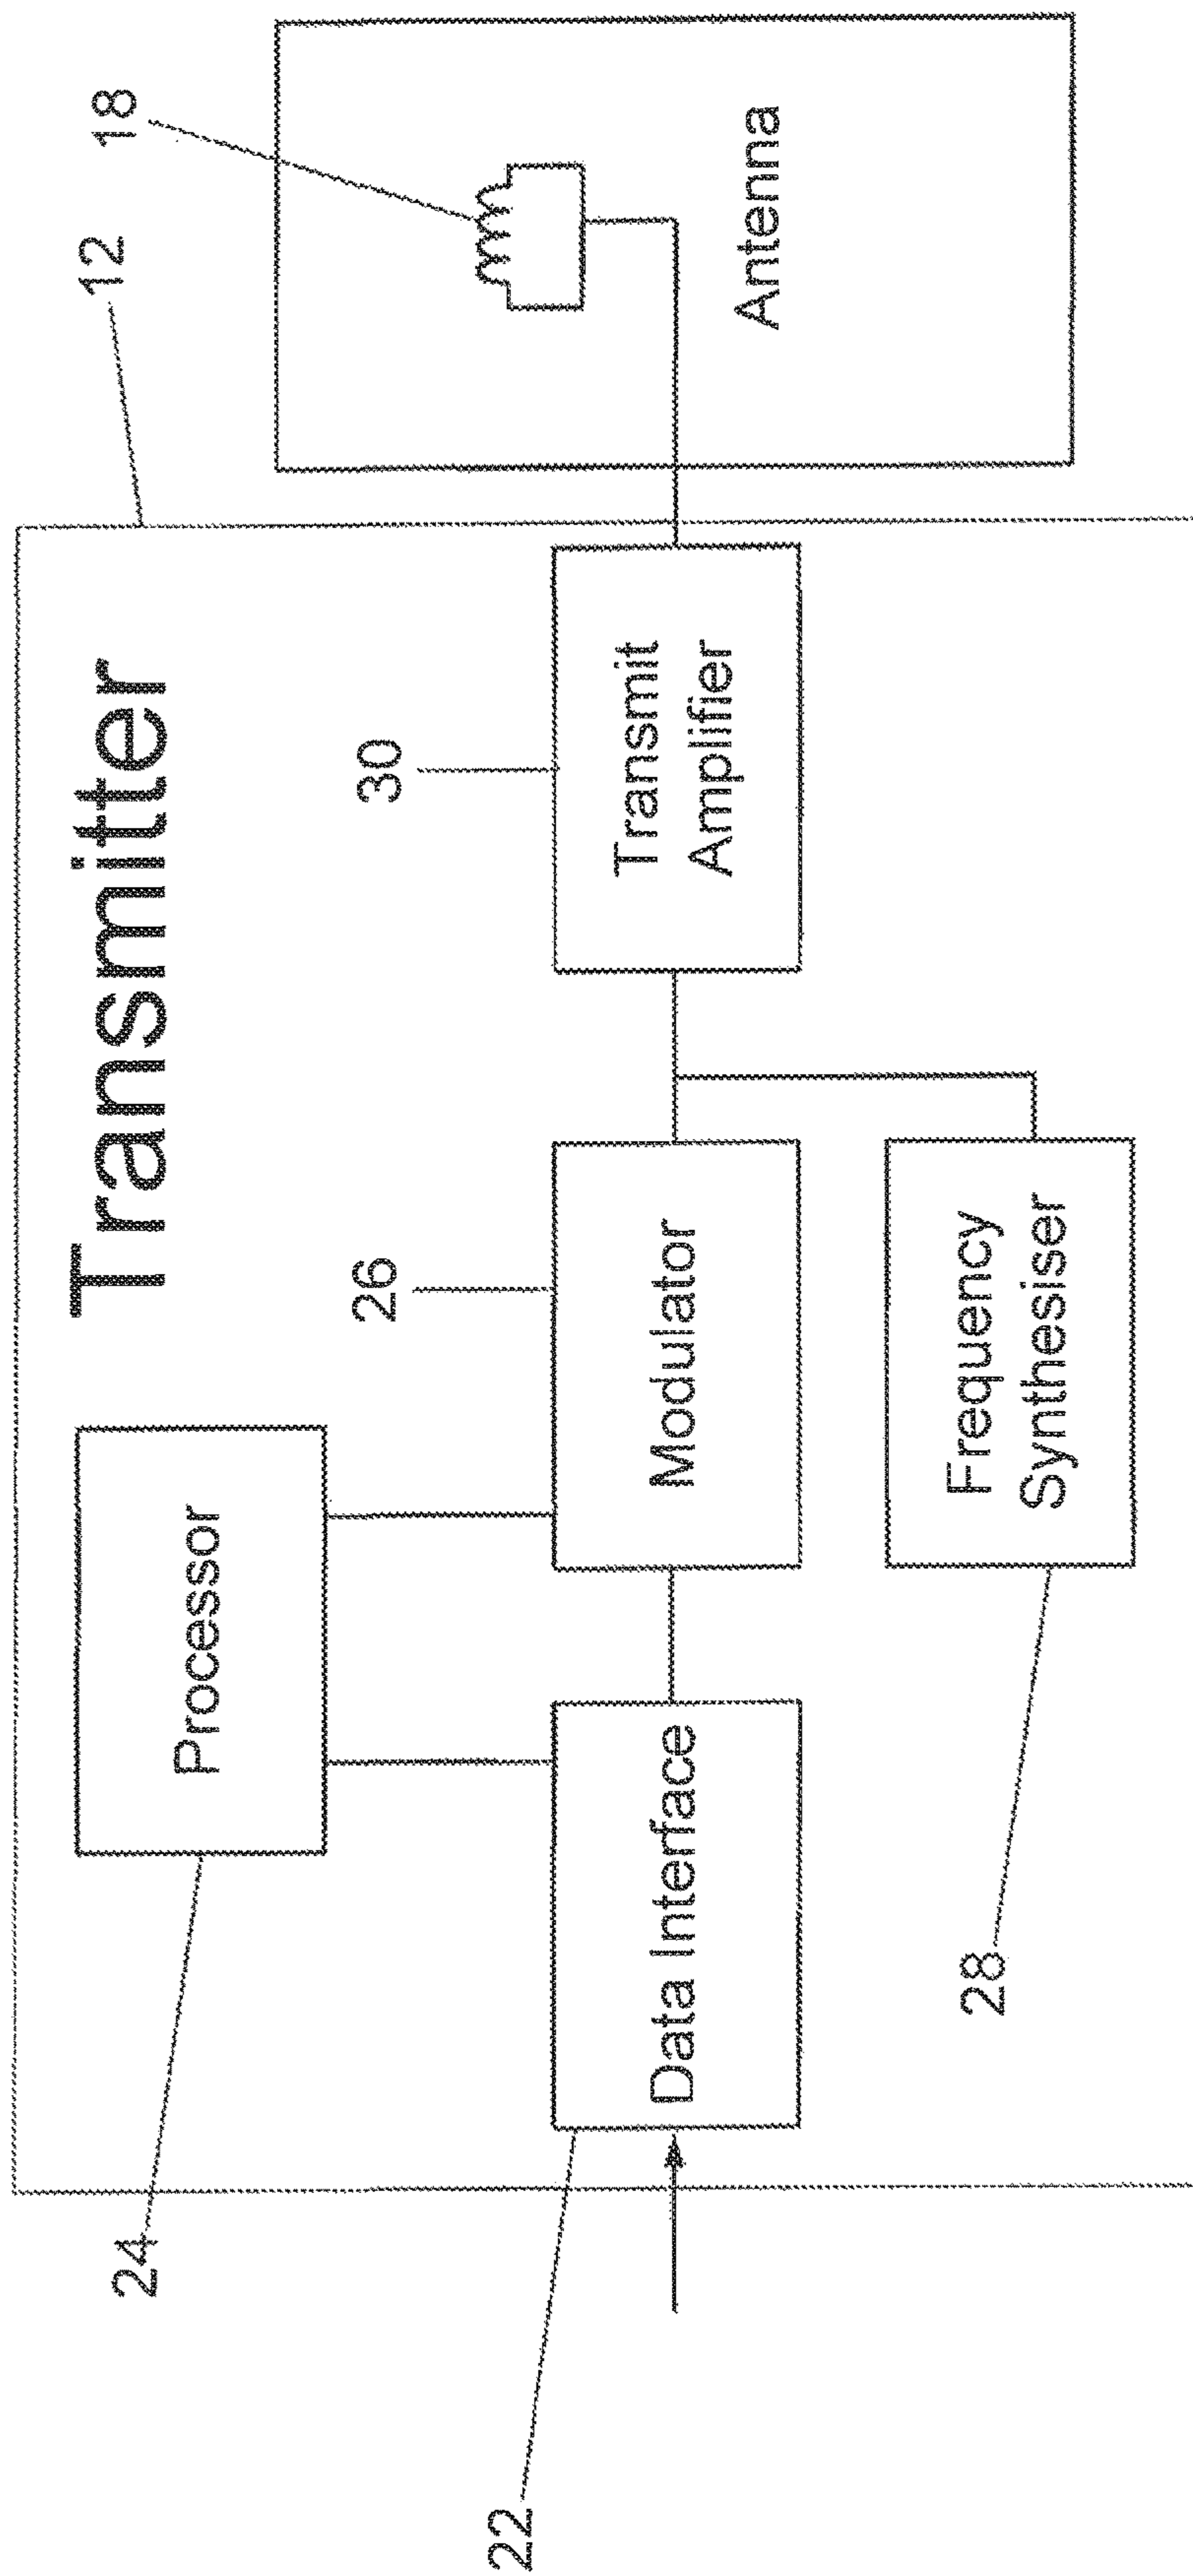 Transmitter
12
18
24
Processor
30
26
22
Data Interface
Modulator
Transmit
Amplifier
Antenna
28
Frequency
Synthesiser